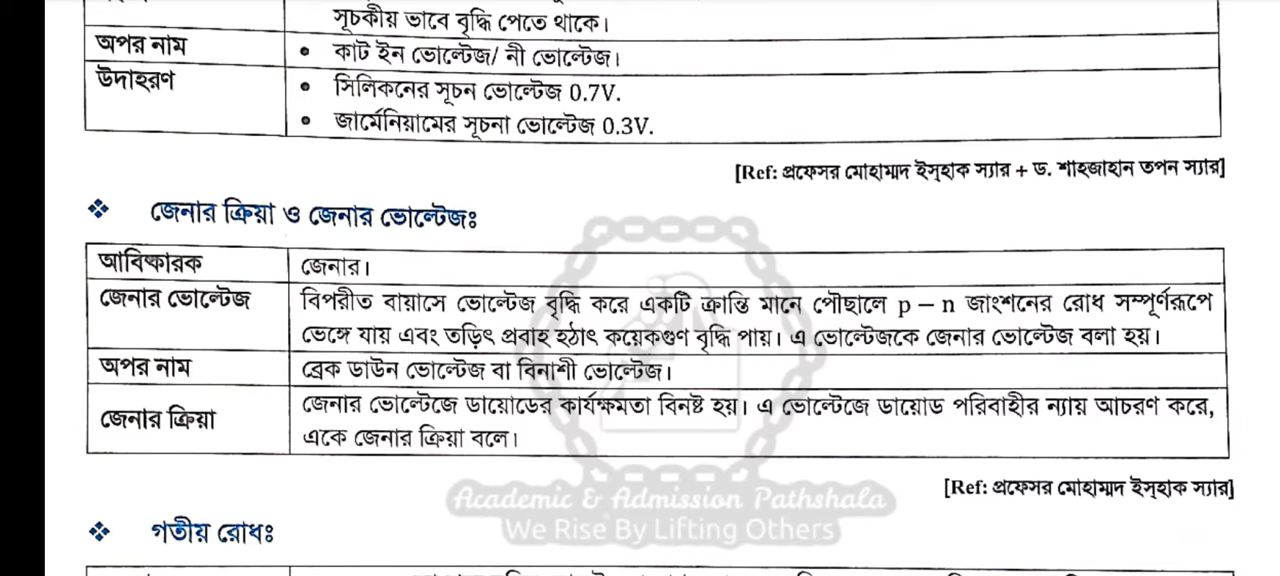 সূচকীয় ভাবে বৃদ্ধি পেতে থাকে।
অপর নাম • কাট ইন ভোল্টেজ/ নী ভোল্টেজ।
উদাহরণ • সিলিকনের সূচন ভোল্টেজ 0.7V.
• জার্মেনিয়ামের সূচনা ভোল্টেজ 0.3V.
[Ref: প্রফেসর মোহাম্মাদ ইস্‌হাক স্যার + ড. শাহজাহান তপন স্যার]
❖ জেনার ক্রিয়া ও জেনার ভোল্টেজঃ
আবিষ্কারক জেনার।
জেনার ভোল্টেজ বিপরীত বায়াসে ভোল্টেজ বৃদ্ধি করে একটি ক্রান্তি মানে পৌছালে p – n জাংশনের রোধ সম্পূর্ণরূপে
ভেঙ্গে যায় এবং তড়িৎ প্রবাহ হঠাৎ কয়েকগুণ বৃদ্ধি পায়। এ ভোল্টেজকে জেনার ভোল্টেজ বলা হয়।
অপর নাম ব্রেক ডাউন ভোল্টেজ বা বিনাশী ভোল্টেজ।
জেনার ক্রিয়া জেনার ভোল্টেজে ডায়োডের কার্যক্ষমতা বিনষ্ট হয়। এ ভোল্টেজে ডায়োড পরিবাহীর ন্যায় আচরণ করে,
একে জেনার ক্রিয়া বলে।
[Ref: প্রফেসর মোহাম্মদ ইস্‌হাক স্যার]
Academic & Admission Pathshala
We Rise By Lifting Others
❖ গতীয় রোধঃ